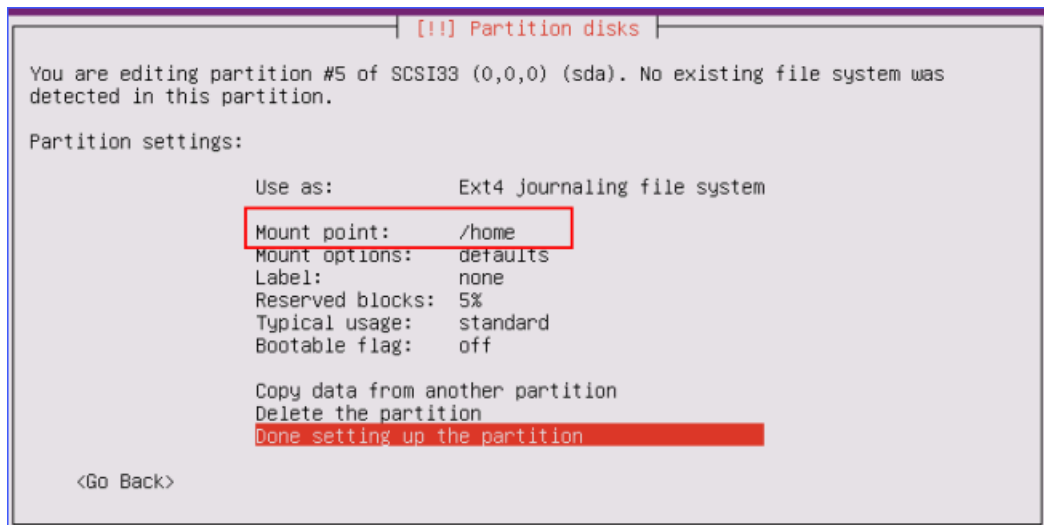 [!!] Partition disks
You are editing partition #5 of SCSI33 (0,0,0) (sda). No existing file system was
detected in this partition.
Partition settings:
Use as: Ext4 journaling file system
Mount point: /home
Mount options: defaults
Label: none
Reserved blocks: 5%
Typical usage: standard
Bootable flag: off
Copy data from another partition
Delete the partition
Done setting up the partition
<Go Back>